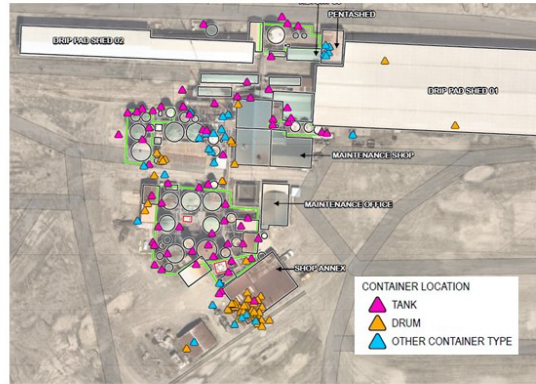 PENTASHED
DRIP PAD SHED 02
DRIP PAD SHED 01
MAINTENANCE SHOP
MAINTENANCE OFFICE
SHOP ANNEX
CONTAINER LOCATION
TANK
DRUM
OTHER CONTAINER TYPE